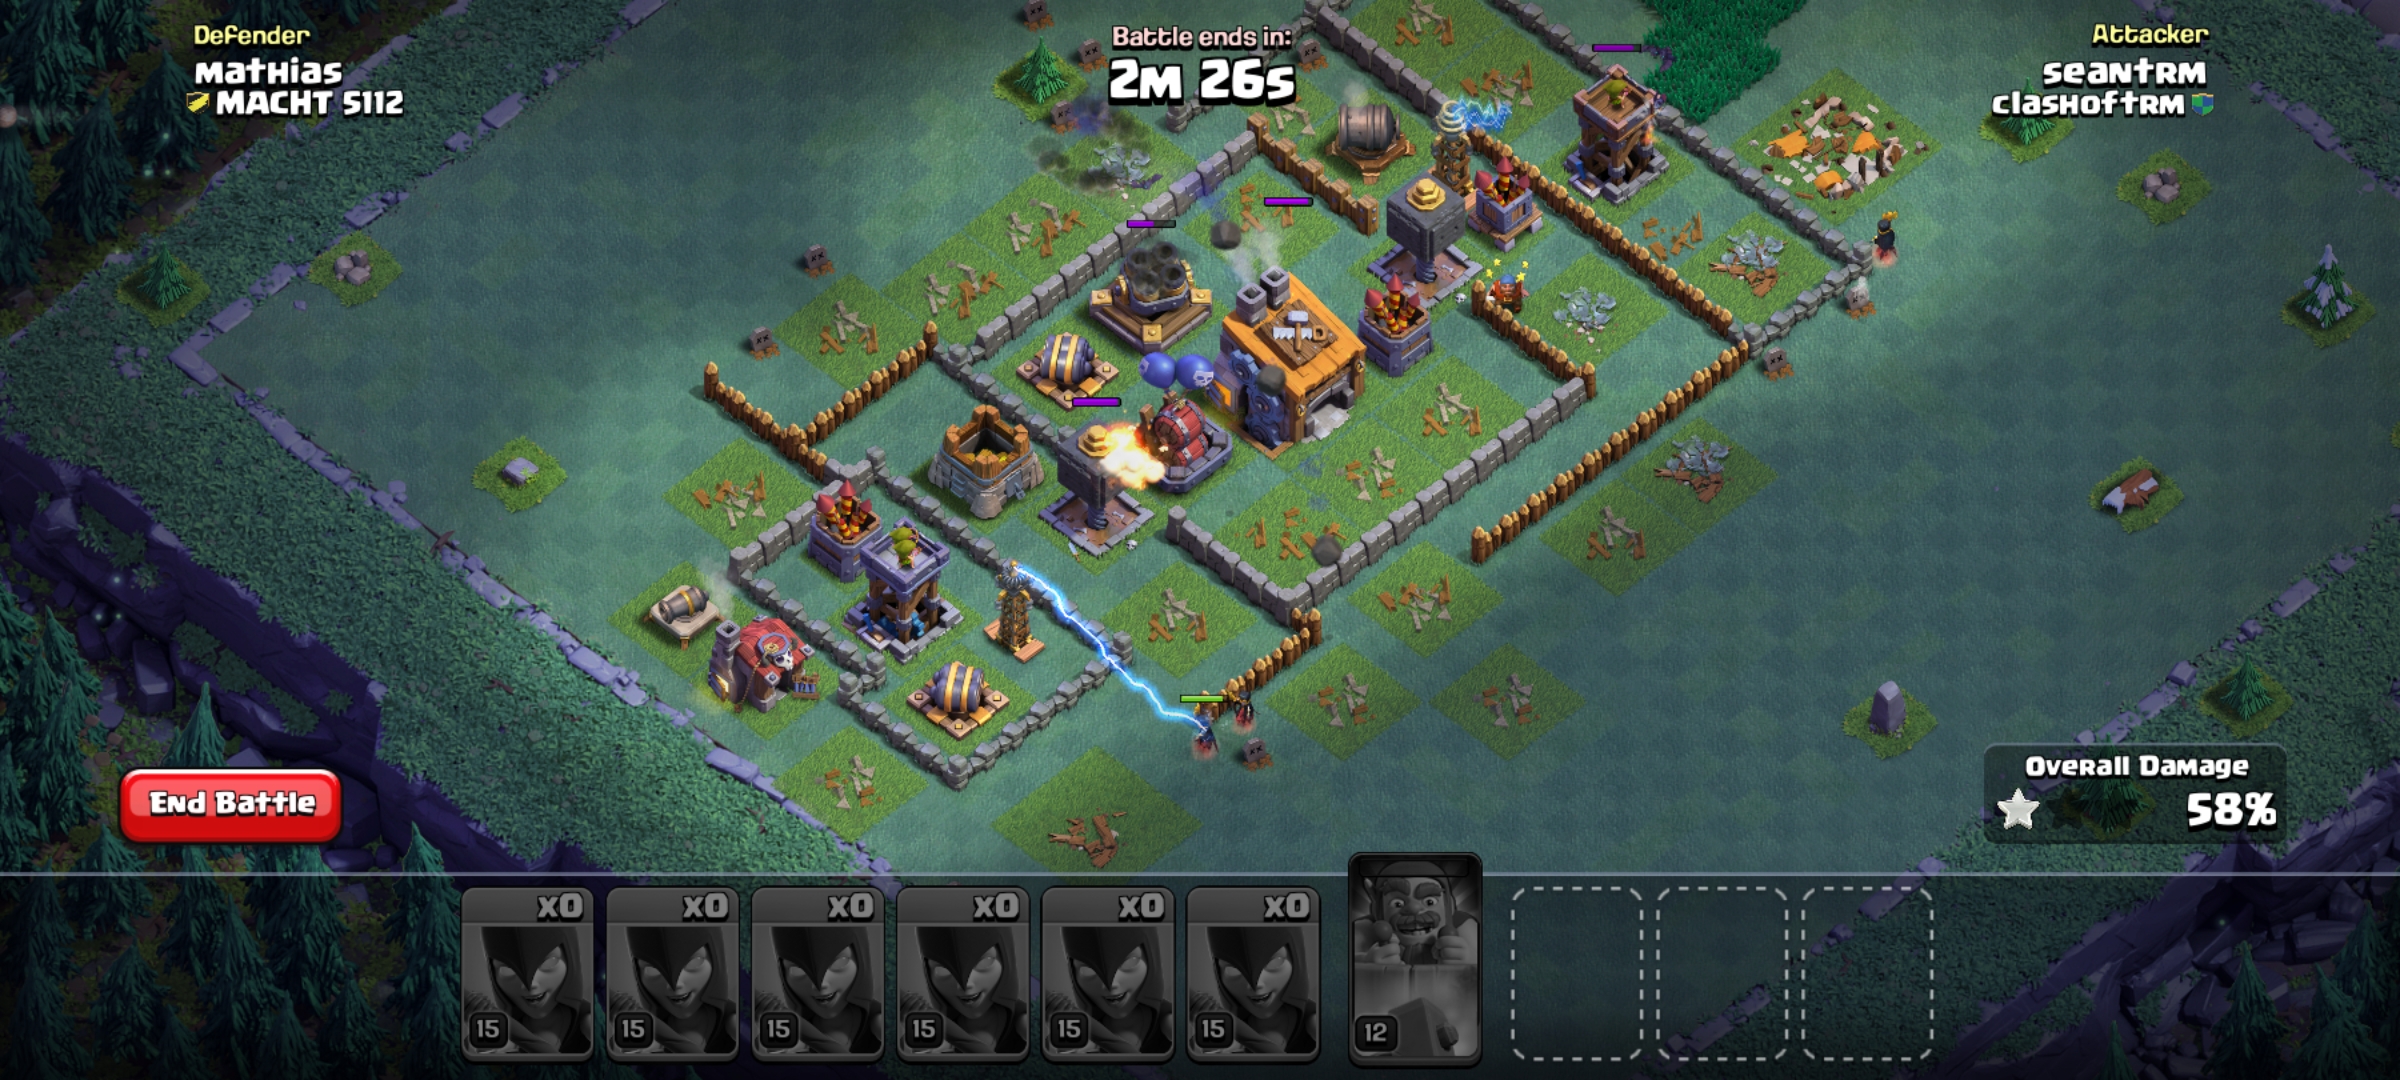 Defender
Mathias
MACHT 5112
Battle ends in:
2M 26s
Attacker
seantRM
clashoftRM
End Battle
Overall Damage
58%
x0
x0
x0
x0
x0
x0
15
15
15
15
15
15
12